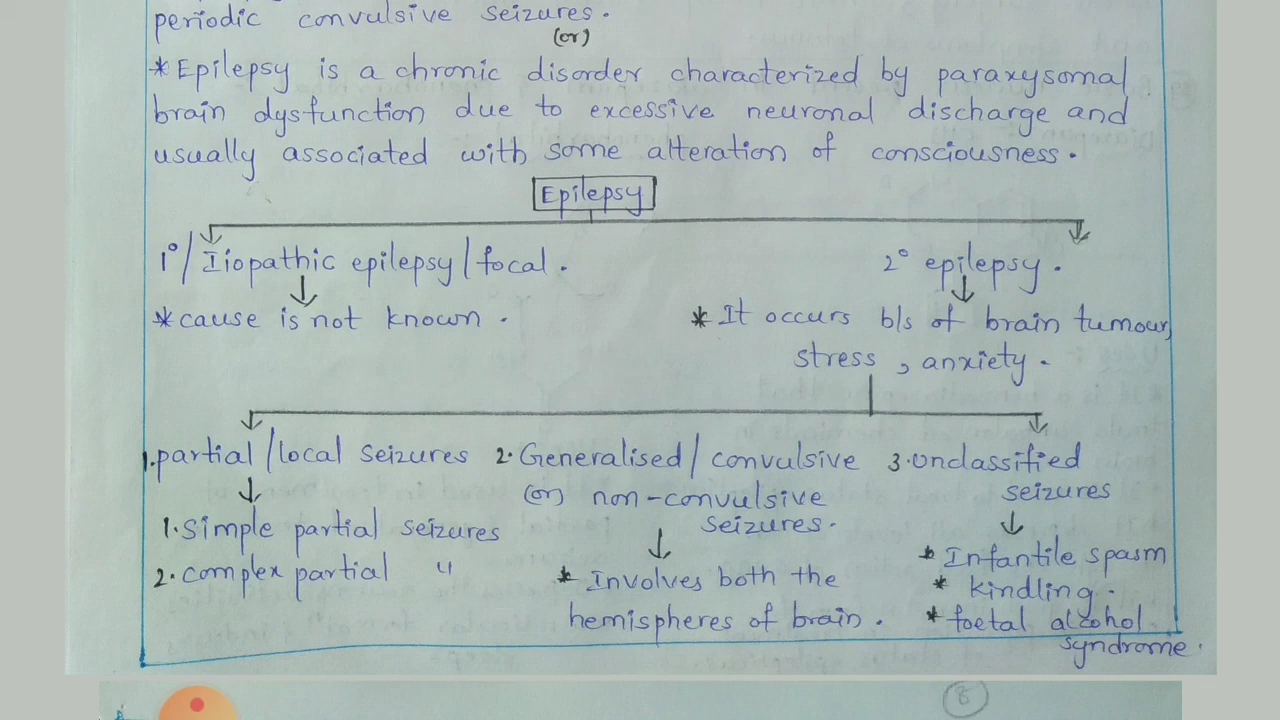 periodic convulsive seizures.
(or)
*Epilepsy is a chronic disorder characterized by paraxysomal
brain dysfunction due to excessive neuronal discharge and
usually associated with some alteration of consciousness.
Epilepsy
1°/Iiopathic epilepsy/focal.
2° epilepsy.
*cause is not known.
* It occurs b/s of brain tumour,
stress, anxiety.
1.partial/local seizures
2.Generalised/convulsive
(or) non-convulsive
seizures.
3.unclassified
seizures
1.simple partial seizures
2.complex partial "
* Involves both the
hemispheres of brain.
* Infantile spasm
* kindling.
* foetal alcohol
syndrome.
8